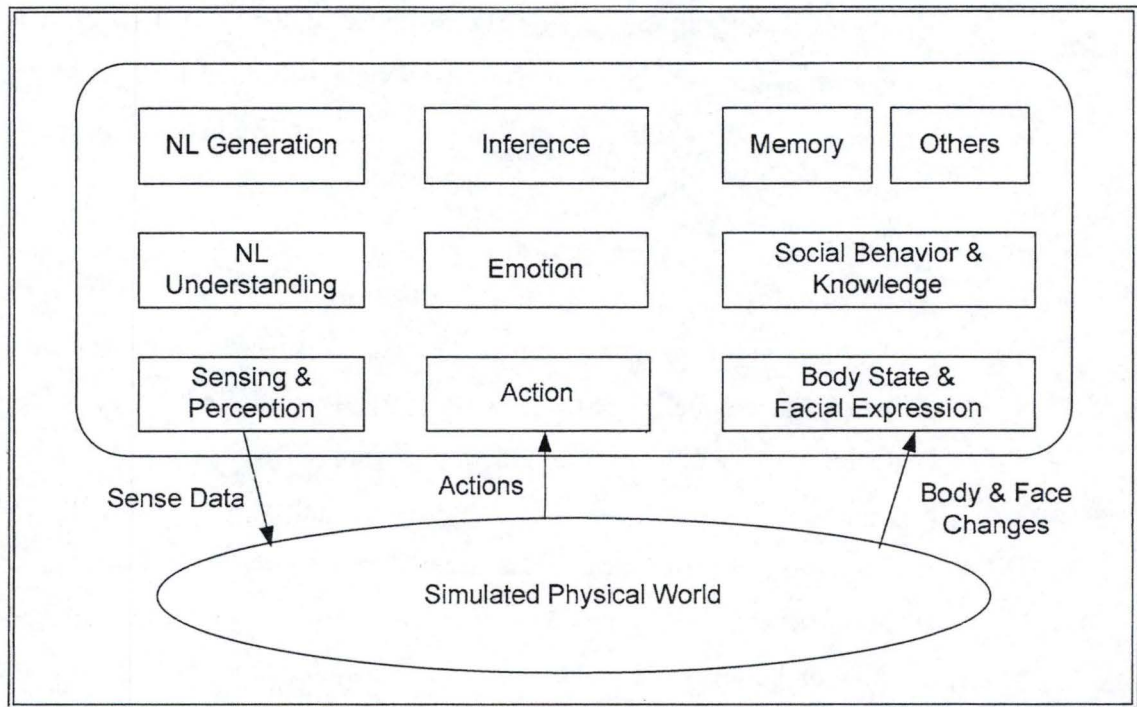 NL Generation
Inference
Memory
Others
NL
Understanding
Emotion
Social Behavior &
Knowledge
Sensing &
Perception
Action
Body State &
Facial Expression
Sense Data
Actions
Body & Face
Changes
Simulated Physical World